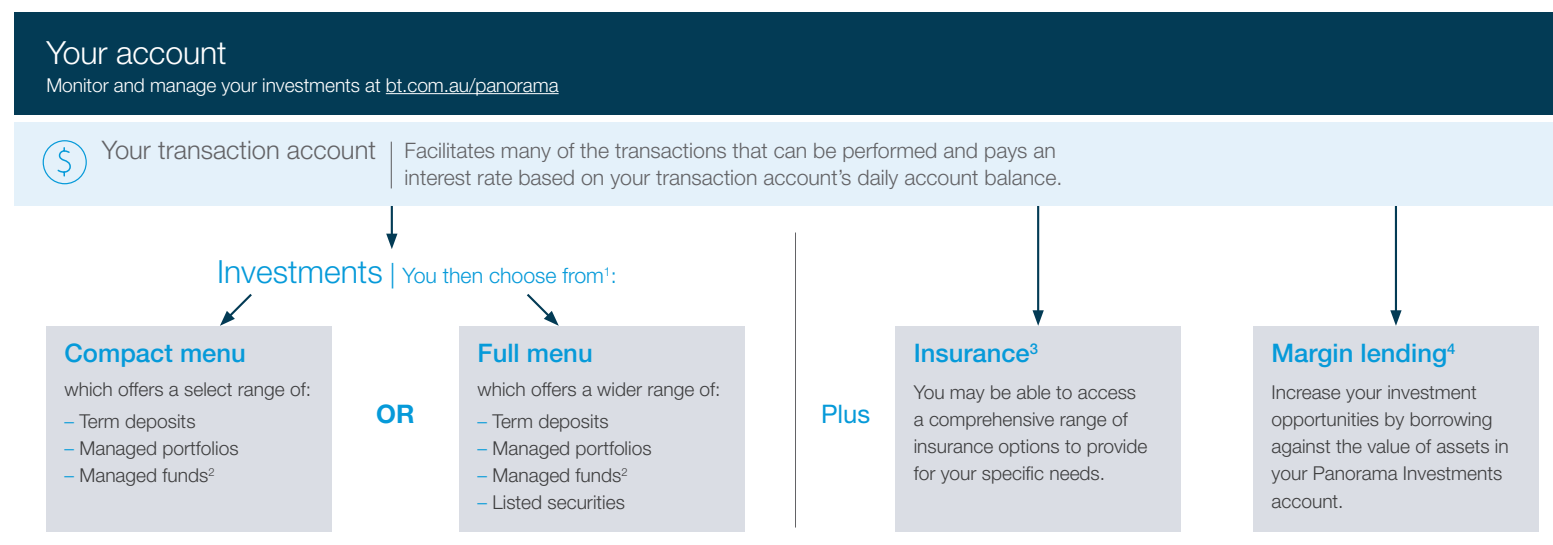 Your account
Monitor and manage your investments at bt.com.au/panorama
$
Your transaction account
Facilitates many of the transactions that can be performed and pays an
interest rate based on your transaction account’s daily account balance.
Investments | You then choose from¹:
Compact menu
which offers a select range of:
– Term deposits
– Managed portfolios
– Managed funds²
OR
Full menu
which offers a wider range of:
– Term deposits
– Managed portfolios
– Managed funds²
– Listed securities
Plus
Insurance³
You may be able to access
a comprehensive range of
insurance options to provide
for your specific needs.
Margin lending⁴
Increase your investment
opportunities by borrowing
against the value of assets in
your Panorama Investments
account.